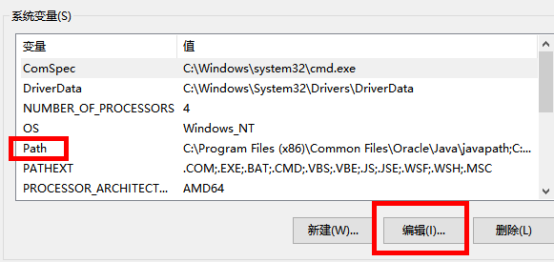 系统变量(S)
变量 值
ComSpec C:\Windows\system32\cmd.exe
DriverData C:\Windows\System32\Drivers\DriverData
NUMBER_OF_PROCESSORS 4
OS Windows_NT
Path C:\Program Files (x86)\Common Files\Oracle\Java\javapath;C:...
PATHEXT .COM;.EXE;.BAT;.CMD;.VBS;.VBE;.JS;.JSE;.WSF;.WSH;.MSC
PROCESSOR_ARCHITECT... AMD64
新建(W)... 编辑(I)... 删除(L)